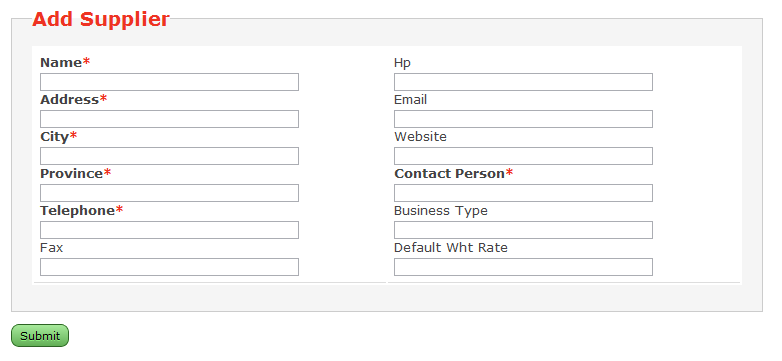 Add Supplier
Name*
Address*
City*
Province*
Telephone*
Fax
Hp
Email
Website
Contact Person*
Business Type
Default Wht Rate
Submit